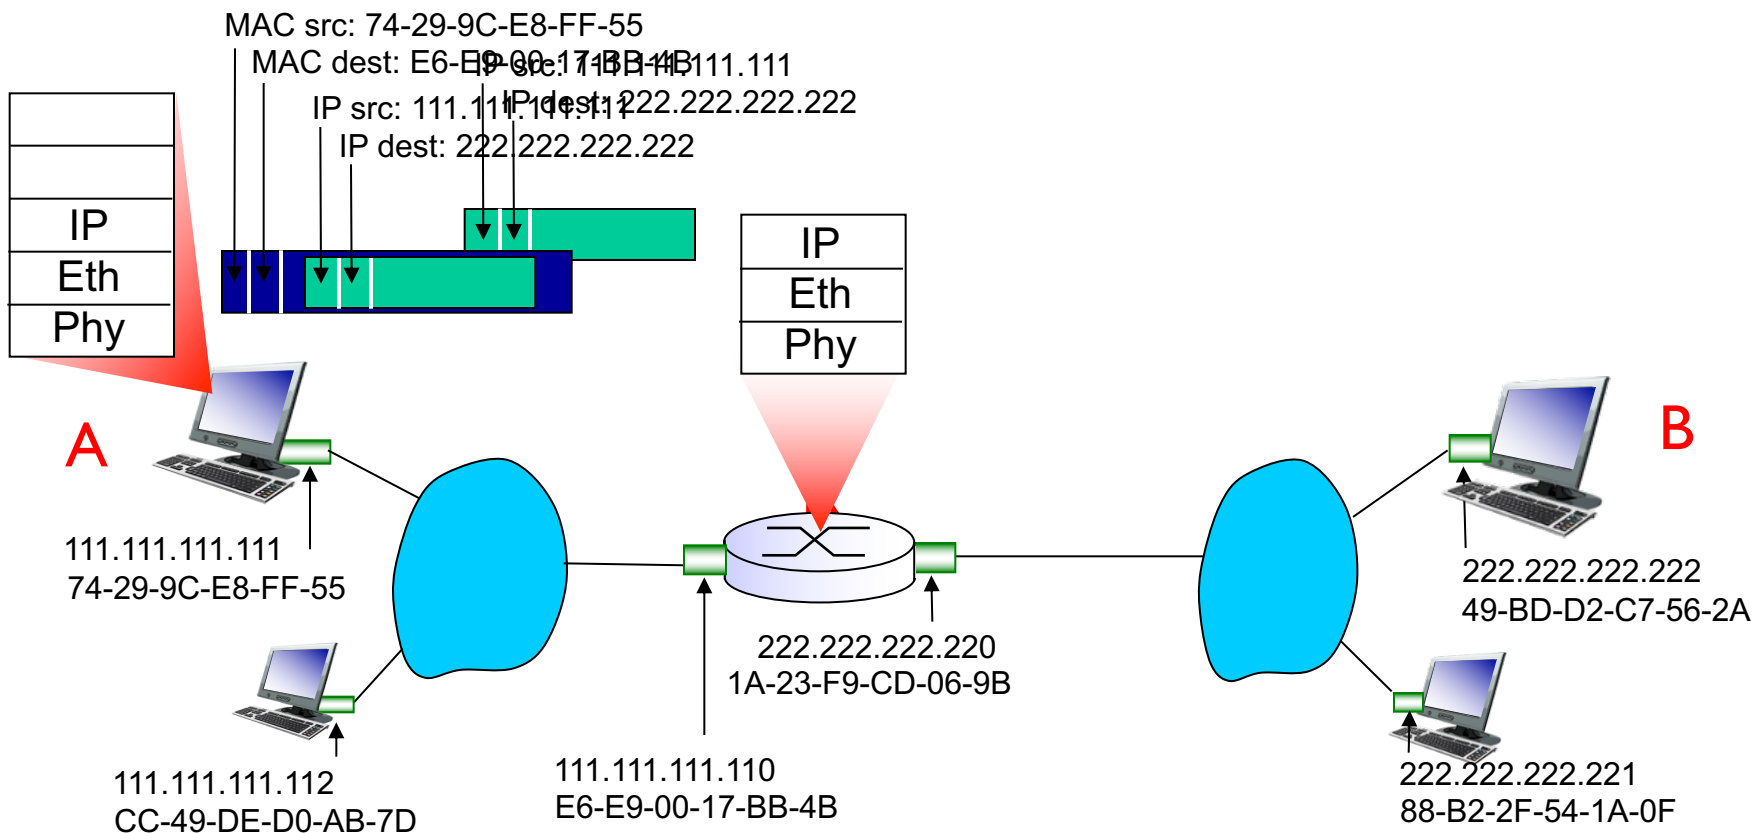 MAC src: 74-29-9C-E8-FF-55
MAC dest: E6-E9-00-17-BB-4B
IP src: 111.111.111.111
IP dest: 222.222.222.222
IP src: 111.111.111.111
IP dest: 222.222.222.222
IP
Eth
Phy
IP
Eth
Phy
A
B
111.111.111.111
74-29-9C-E8-FF-55
222.222.222.222
49-BD-D2-C7-56-2A
222.222.222.220
1A-23-F9-CD-06-9B
111.111.111.112
CC-49-DE-D0-AB-7D
111.111.111.110
E6-E9-00-17-BB-4B
222.222.222.221
88-B2-2F-54-1A-0F